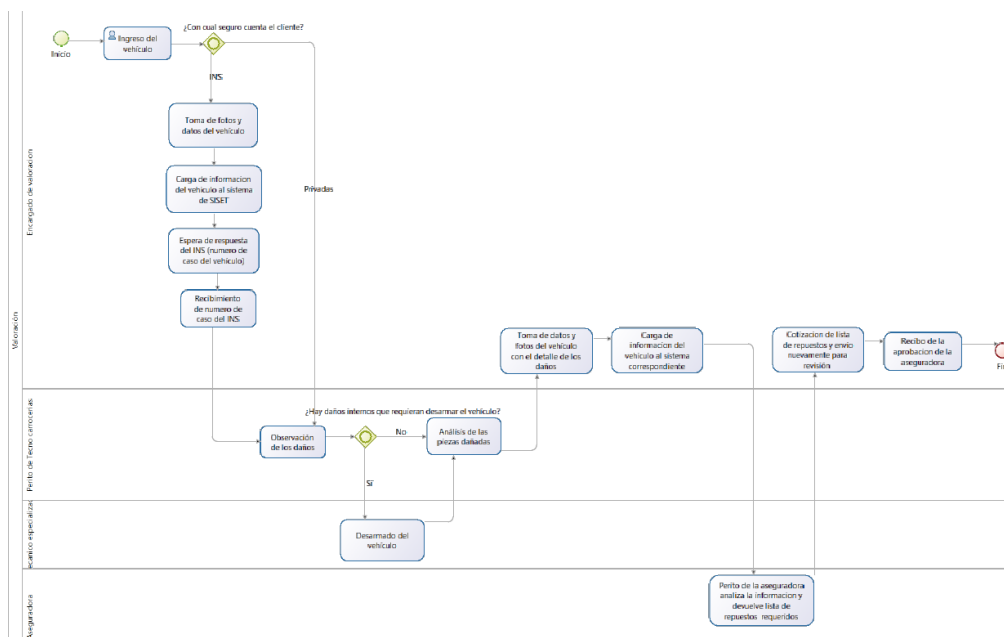 ¿Con cual seguro cuenta el cliente?
Inicio
Ingreso del
vehículo
INS
Toma de fotos y
datos del vehículo
Carga de informacion
del vehiculo al sistema
de SISET
Privadas
Espera de respuesta
del INS (numero de
caso del vehículo)
Recibimiento
de numero de
caso del INS
Encargado de valoracion
Valoración
Toma de datos y
fotos del vehículo
con el detalle de los
daños
Carga de
informacion del
vehiculo al sistema
correspondiente
Cotizacion de lista
de repuestos y envio
nuevamente para
revisión
Recibo de la
aprobacion de la
aseguradora
Perito de Tecno carrocerias
¿Hay daños internos que requieran desarmar el vehículo?
Observación
de los daños
No
Análisis de las
piezas dañadas
Sí
ecanico especializa
Desarmado del
vehículo
Aseguradora
Perito de la aseguradora
analiza la informacion y
devuelve lista de
repuestos requeridos